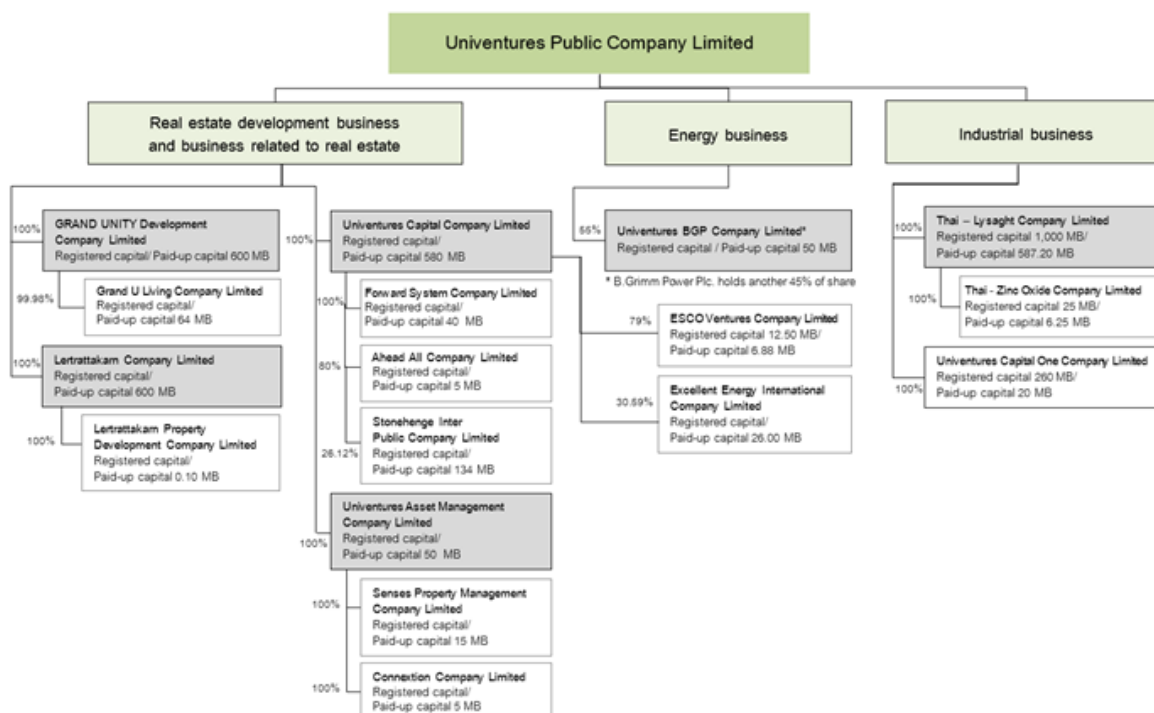 Univentures Public Company Limited
Real estate development business
and business related to real estate
Energy business
Industrial business
100%
GRAND UNITY Development
Company Limited
Registered capital/ Paid-up capital 600 MB
99.98%
Grand U Living Company Limited
Registered capital/
Paid-up capital 64 MB
100%
Lertrattakarn Company Limited
Registered capital/
Paid-up capital 600 MB
100%
Lertrattakarn Property
Development Company Limited
Registered capital/
Paid-up capital 0.10 MB
100%
Univentures Capital Company Limited
Registered capital/
Paid-up capital 580 MB
100%
Forward System Company Limited
Registered capital/
Paid-up capital 40 MB
80%
Ahead All Company Limited
Registered capital/
Paid-up capital 5 MB
26.12%
Stonehenge Inter
Public Company Limited
Registered capital/
Paid-up capital 134 MB
100%
Univentures Asset Management
Company Limited
Registered capital/
Paid-up capital 50 MB
100%
Senses Property Management
Company Limited
Registered capital/
Paid-up capital 15 MB
100%
Connextion Company Limited
Registered capital/
Paid-up capital 5 MB
55%
Univentures BGP Company Limited*
Registered capital / Paid-up capital 50 MB
* B.Grimm Power Plc. holds another 45% of share
79%
ESCO Ventures Company Limited
Registered capital 12.50 MB/
Paid-up capital 6.88 MB
30.59%
Excellent Energy International
Company Limited
Registered capital/
Paid-up capital 26.00 MB
100%
Thai – Lysaght Company Limited
Registered capital 1,000 MB/
Paid-up capital 587.20 MB
100%
Thai - Zinc Oxide Company Limited
Registered capital 25 MB/
Paid-up capital 6.25 MB
100%
Univentures Capital One Company Limited
Registered capital 260 MB/
Paid-up capital 20 MB